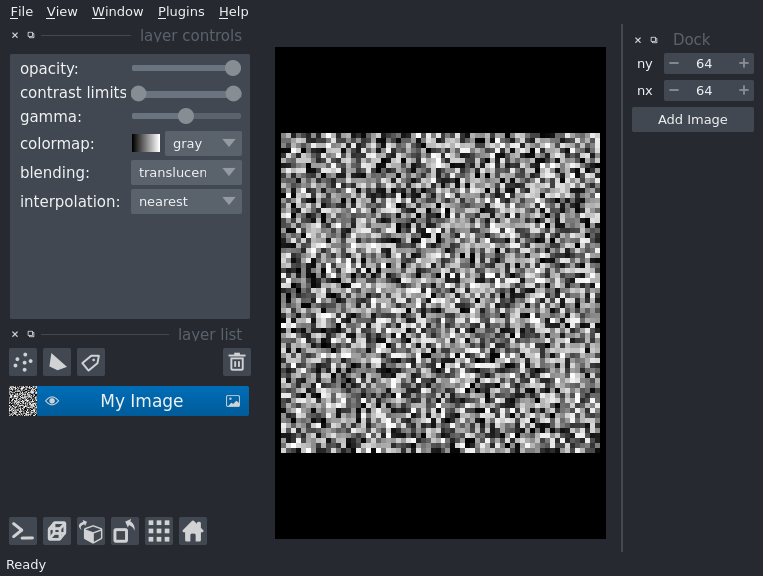 File View Window Plugins Help
layer controls
opacity:
contrast limits
gamma:
colormap: gray
blending: translucen
interpolation: nearest
layer list
My Image
Ready
Dock
ny 64
nx 64
Add Image